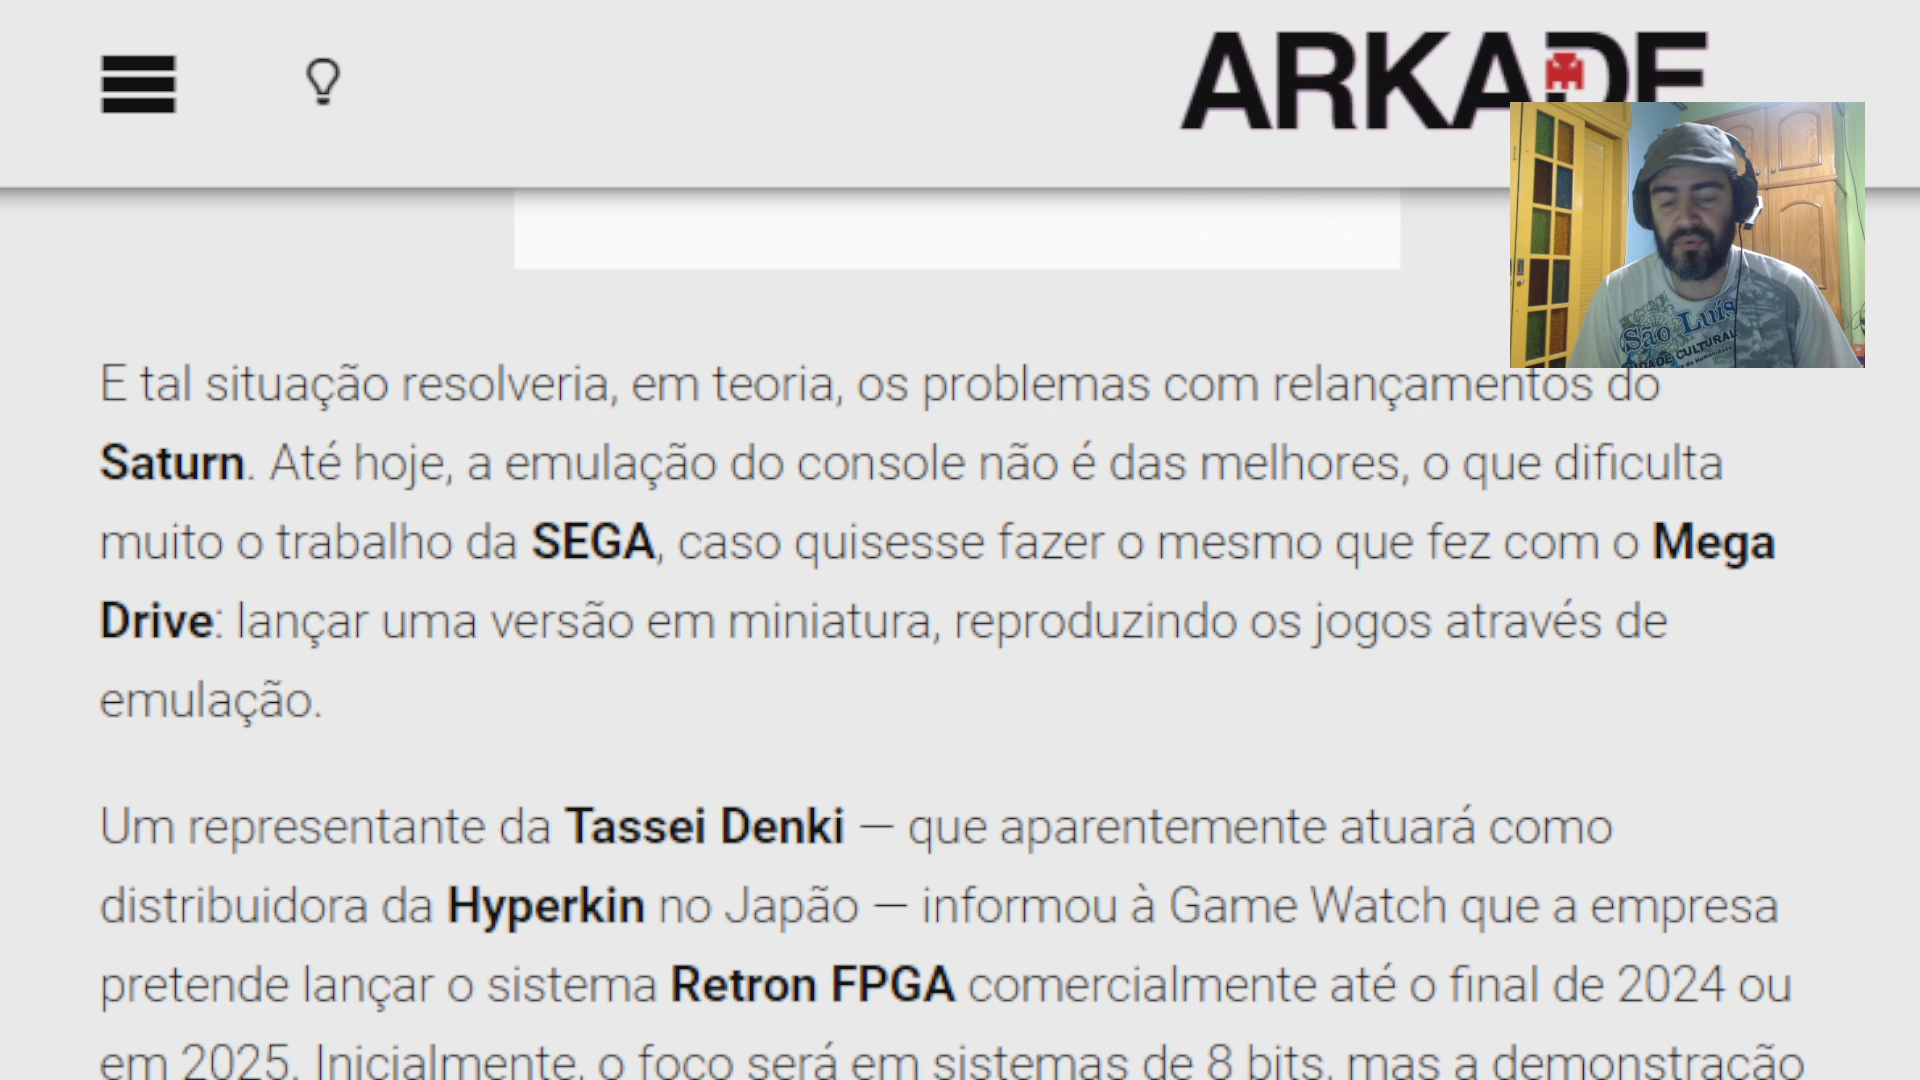 ARKADE
São Luís
CIDADE CULTURAL
E tal situação resolveria, em teoria, os problemas com relançamentos do
Saturn. Até hoje, a emulação do console não é das melhores, o que dificulta
muito o trabalho da SEGA, caso quisesse fazer o mesmo que fez com o Mega
Drive: lançar uma versão em miniatura, reproduzindo os jogos através de
emulação.
Um representante da Tassei Denki — que aparentemente atuará como
distribuidora da Hyperkin no Japão — informou à Game Watch que a empresa
pretende lançar o sistema Retron FPGA comercialmente até o final de 2024 ou
em 2025. Inicialmente, o foco será em sistemas de 8 bits, mas a demonstração